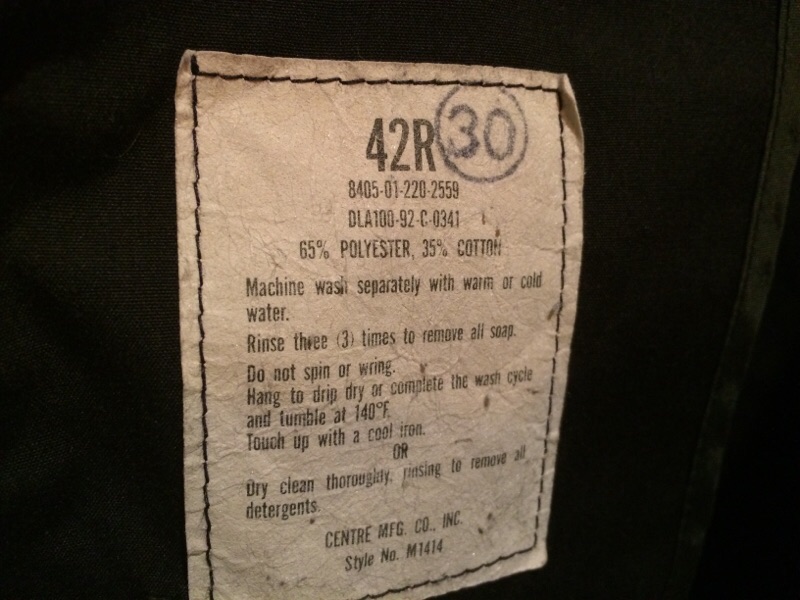 42R 30
8405-01-220-2559
DLA100-92-C-0341
65% POLYESTER, 35% COTTON
Machine wash separately with warm or cold
water.
Rinse three (3) times to remove all soap.
Do not spin or wring.
Hang to drip dry or complete the wash cycle
and tumble at 140°F.
Touch up with a cool iron.
OR
Dry clean thoroughly, rinsing to remove all
detergents.
CENTRE MFG. CO., INC.
Style No. M1414